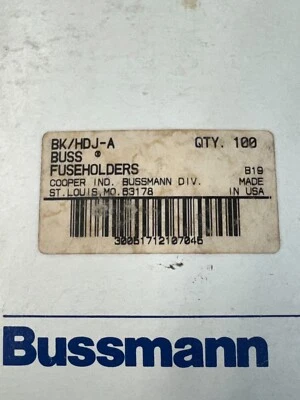 BK/HDJ-A QTY. 100
BUSS ®
FUSEHOLDERS B19
COOPER IND. BUSSMANN DIV. MADE
ST.LOUIS,MO.63178 IN USA
30051712107046
Bussmann